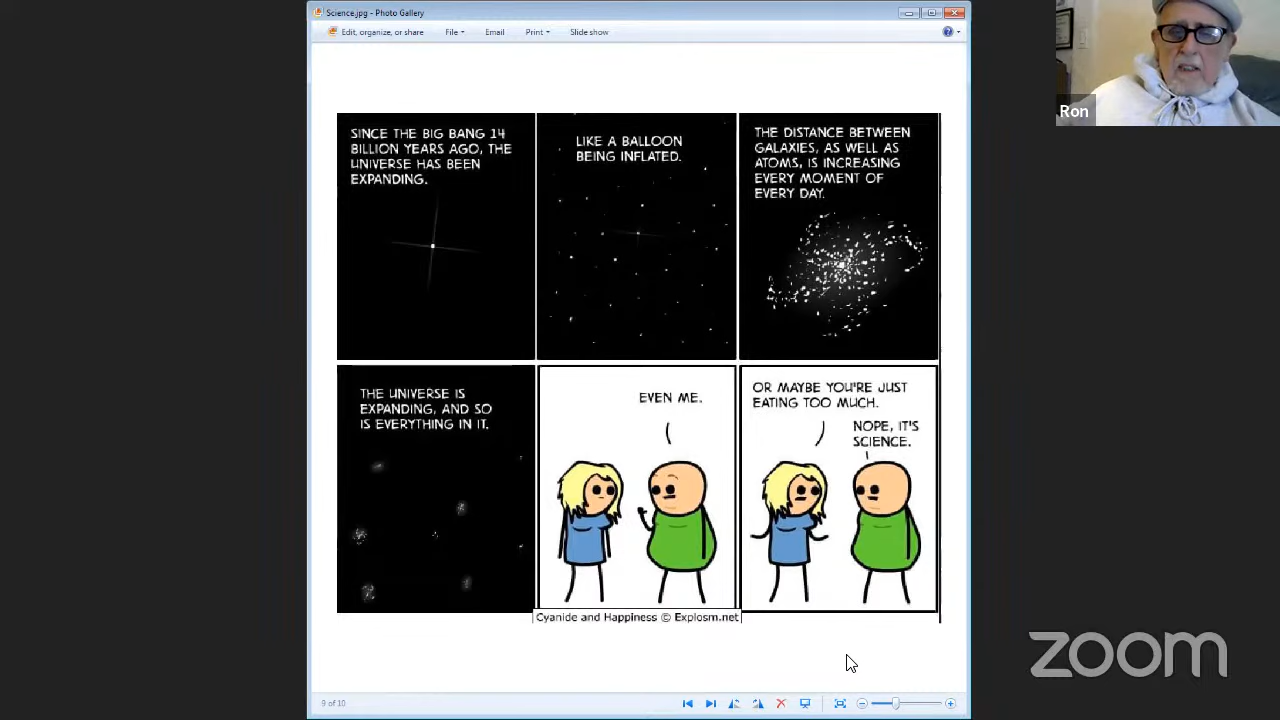 Science.jpg - Photo Gallery
Edit, organize, or share File Email Print Slide show
Ron
SINCE THE BIG BANG 14
BILLION YEARS AGO, THE
UNIVERSE HAS BEEN
EXPANDING.
LIKE A BALLOON
BEING INFLATED.
THE DISTANCE BETWEEN
GALAXIES, AS WELL AS
ATOMS, IS INCREASING
EVERY MOMENT OF
EVERY DAY.
THE UNIVERSE IS
EXPANDING, AND SO
IS EVERYTHING IN IT.
EVEN ME.
OR MAYBE YOU'RE JUST
EATING TOO MUCH.
NOPE, IT'S
SCIENCE.
Cyanide and Happiness © Explosm.net
zoom
9 of 10